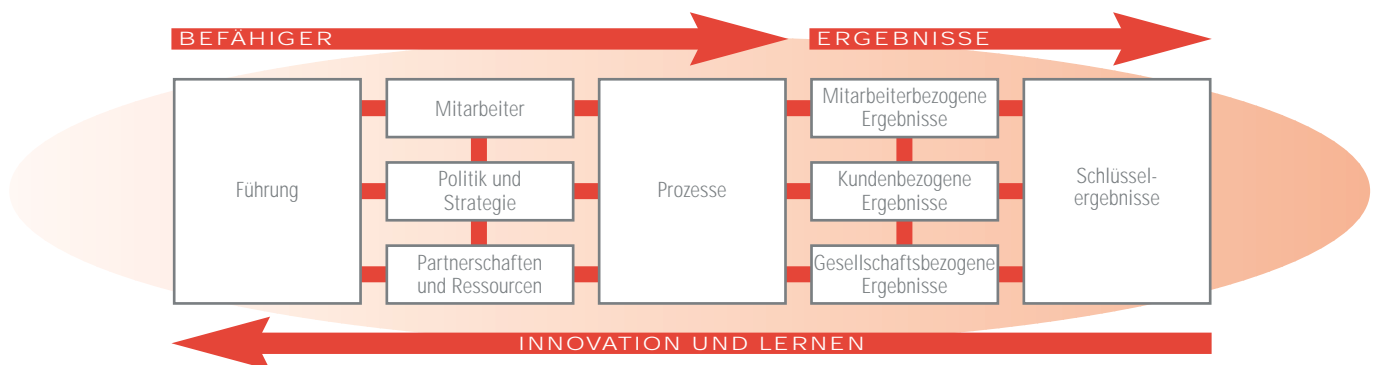 BEFÄHIGER
ERGEBNISSE
Führung
Mitarbeiter
Politik und
Strategie
Partnerschaften
und Ressourcen
Prozesse
Mitarbeiterbezogene
Ergebnisse
Kundenbezogene
Ergebnisse
Gesellschaftsbezogene
Ergebnisse
Schlüssel-
ergebnisse
INNOVATION UND LERNEN